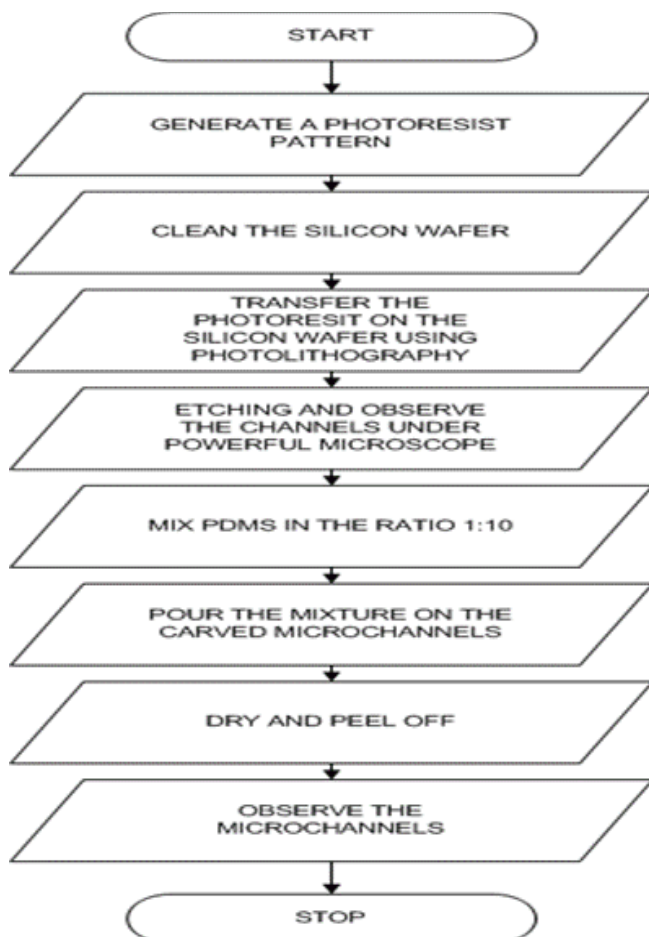 START
GENERATE A PHOTORESIST
PATTERN
CLEAN THE SILICON WAFER
TRANSFER THE
PHOTORESIT ON THE
SILICON WAFER USING
PHOTOLITHOGRAPHY
ETCHING AND OBSERVE
THE CHANNELS UNDER
POWERFUL MICROSCOPE
MIX PDMS IN THE RATIO 1:10
POUR THE MIXTURE ON THE
CARVED MICROCHANNELS
DRY AND PEEL OFF
OBSERVE THE
MICROCHANNELS
STOP